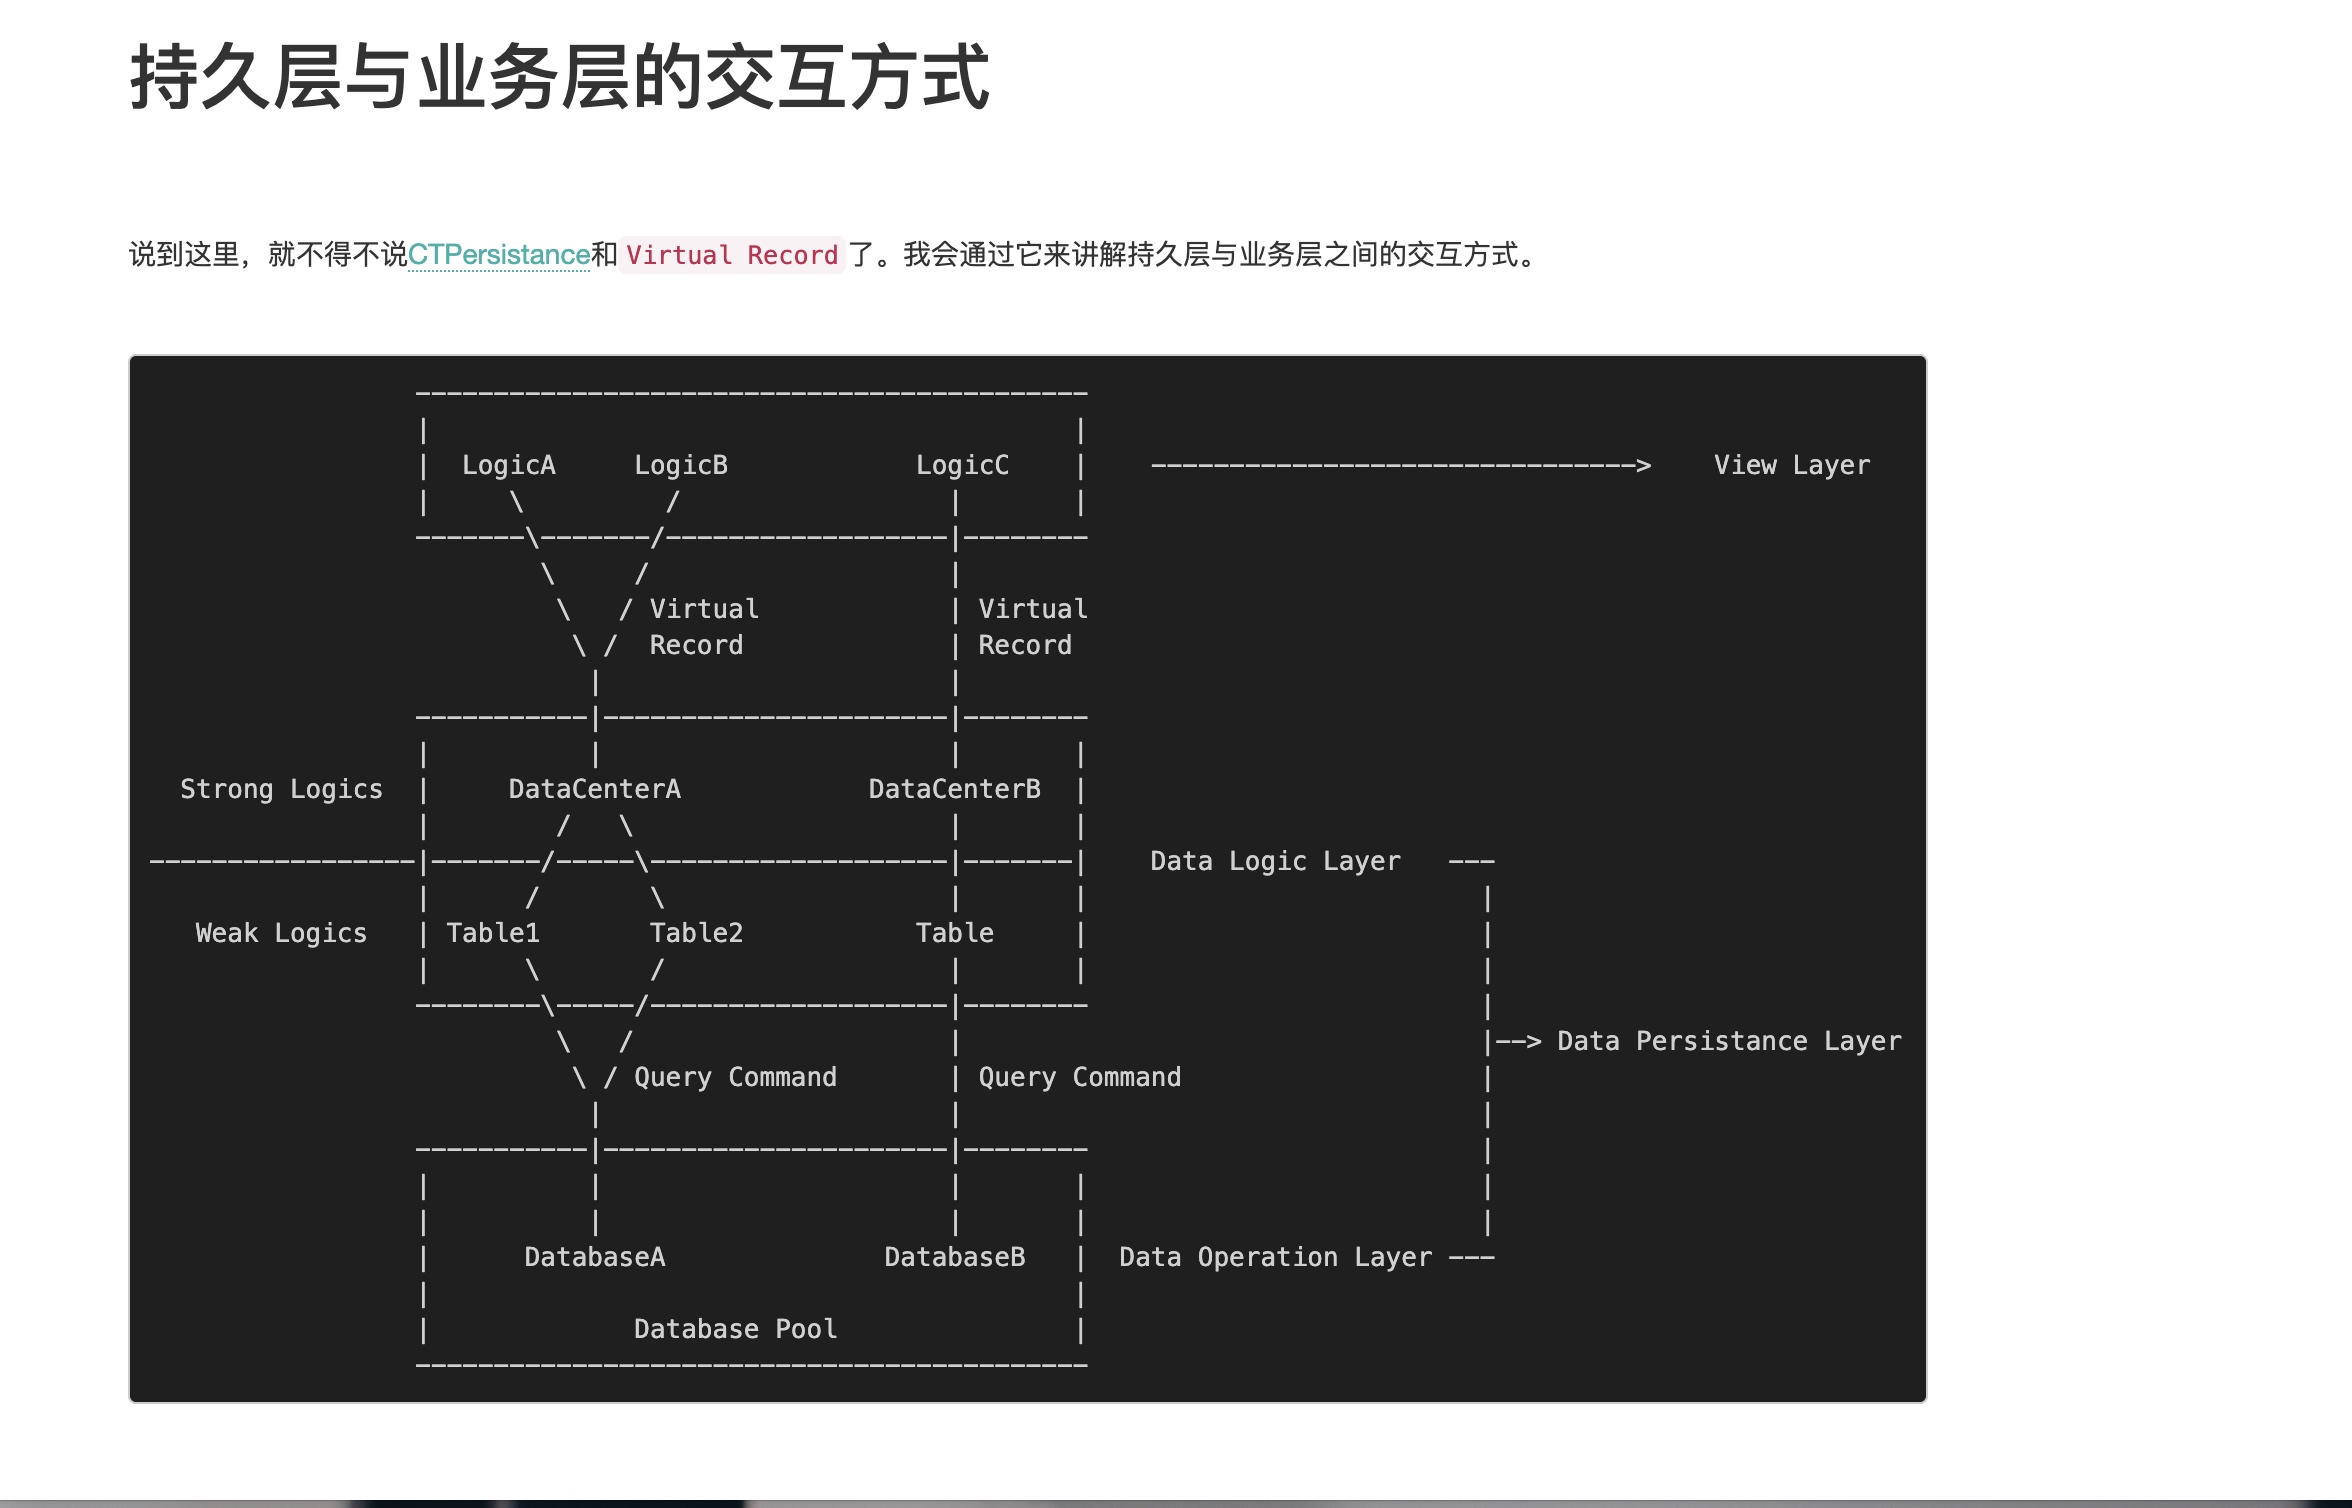 持久层与业务层的交互方式
说到这里，就不得不说CTPersistance和Virtual Record了。我会通过它来讲解持久层与业务层之间的交互方式。
LogicA LogicB LogicC -------------------------------> View Layer
Virtual Virtual
Record Record
Strong Logics DataCenterA DataCenterB
Data Logic Layer ---
Weak Logics Table1 Table2 Table
|--> Data Persistance Layer
Query Command Query Command
DatabaseA DatabaseB Data Operation Layer ---
Database Pool